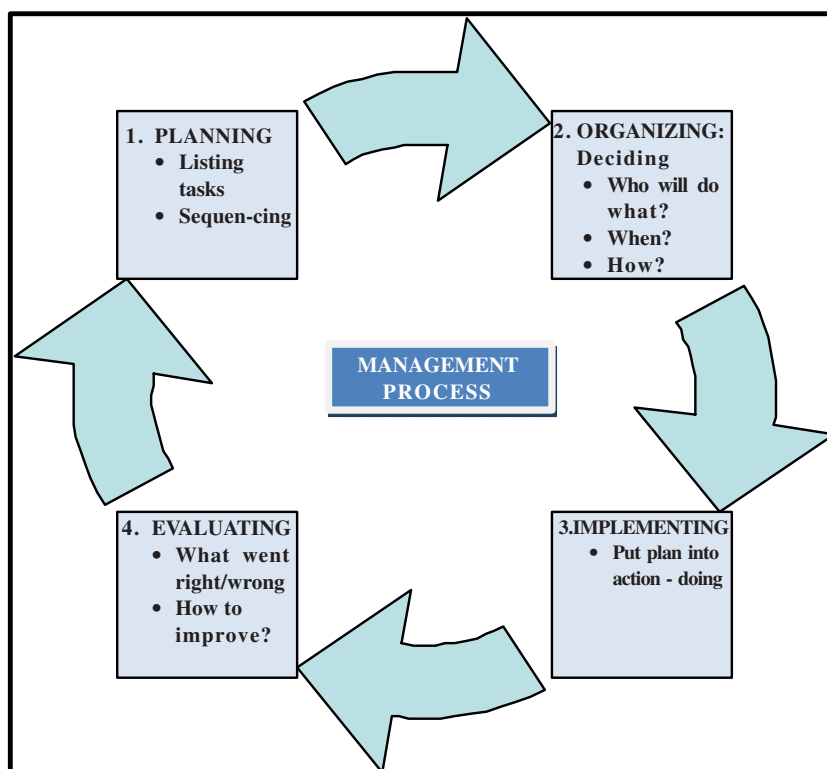 1. PLANNING
• Listing
tasks
• Sequen-cing
2. ORGANIZING:
Deciding
• Who will do
what?
• When?
• How?
MANAGEMENT
PROCESS
3.IMPLEMENTING
• Put plan into
action - doing
4. EVALUATING
• What went
right/wrong
• How to
improve?